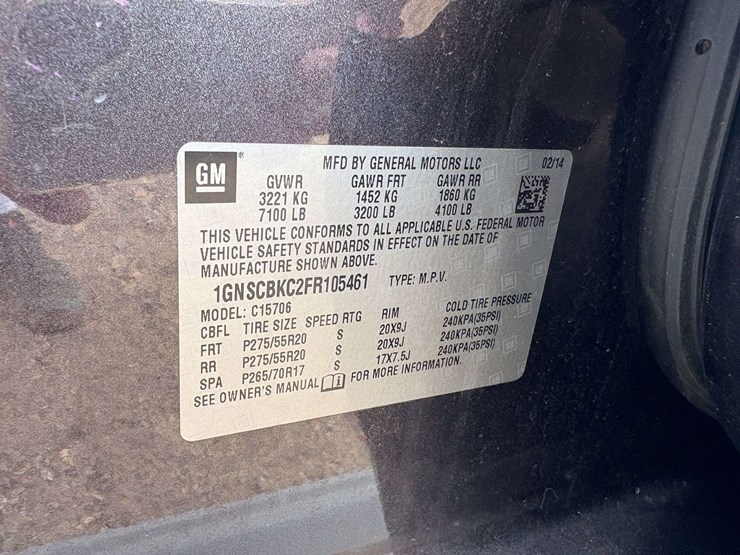 GM ®
MFD BY GENERAL MOTORS LLC 02/14
GVWR GAWR FRT GAWR RR
3221 KG 1452 KG 1860 KG
7100 LB 3200 LB 4100 LB
THIS VEHICLE CONFORMS TO ALL APPLICABLE U.S. FEDERAL MOTOR
VEHICLE SAFETY STANDARDS IN EFFECT ON THE DATE OF
MANUFACTURE SHOWN ABOVE.
1GNSCBKC2FR105461 TYPE: M.P.V.
MODEL: C15706
CBFL TIRE SIZE SPEED RTG RIM COLD TIRE PRESSURE
FRT P275/55R20 S 20X9J 240KPA(35PSI)
RR P275/55R20 S 20X9J 240KPA(35PSI)
SPA P265/70R17 S 17X7.5J 240KPA(35PSI)
SEE OWNER'S MANUAL FOR MORE INFORMATION.